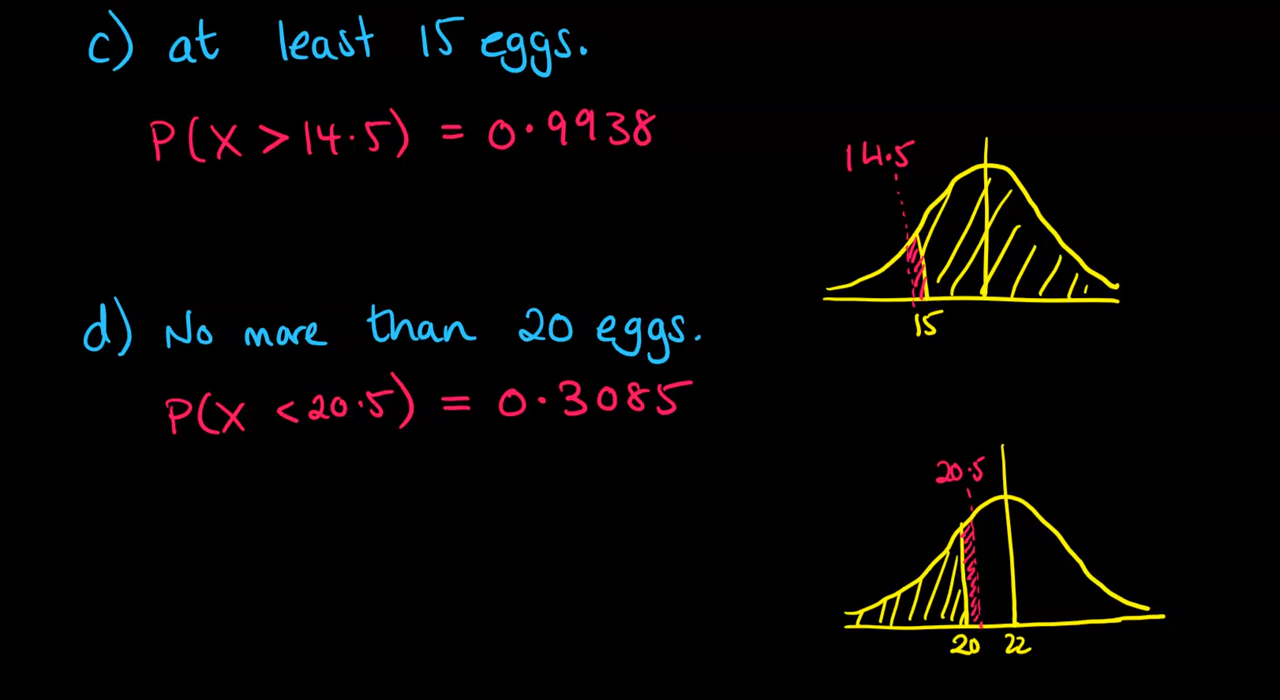 c) at least 15 eggs.
P(X > 14.5) = 0.9938
14.5
15
d) No more than 20 eggs.
P(X < 20.5) = 0.3085
20.5
20 22